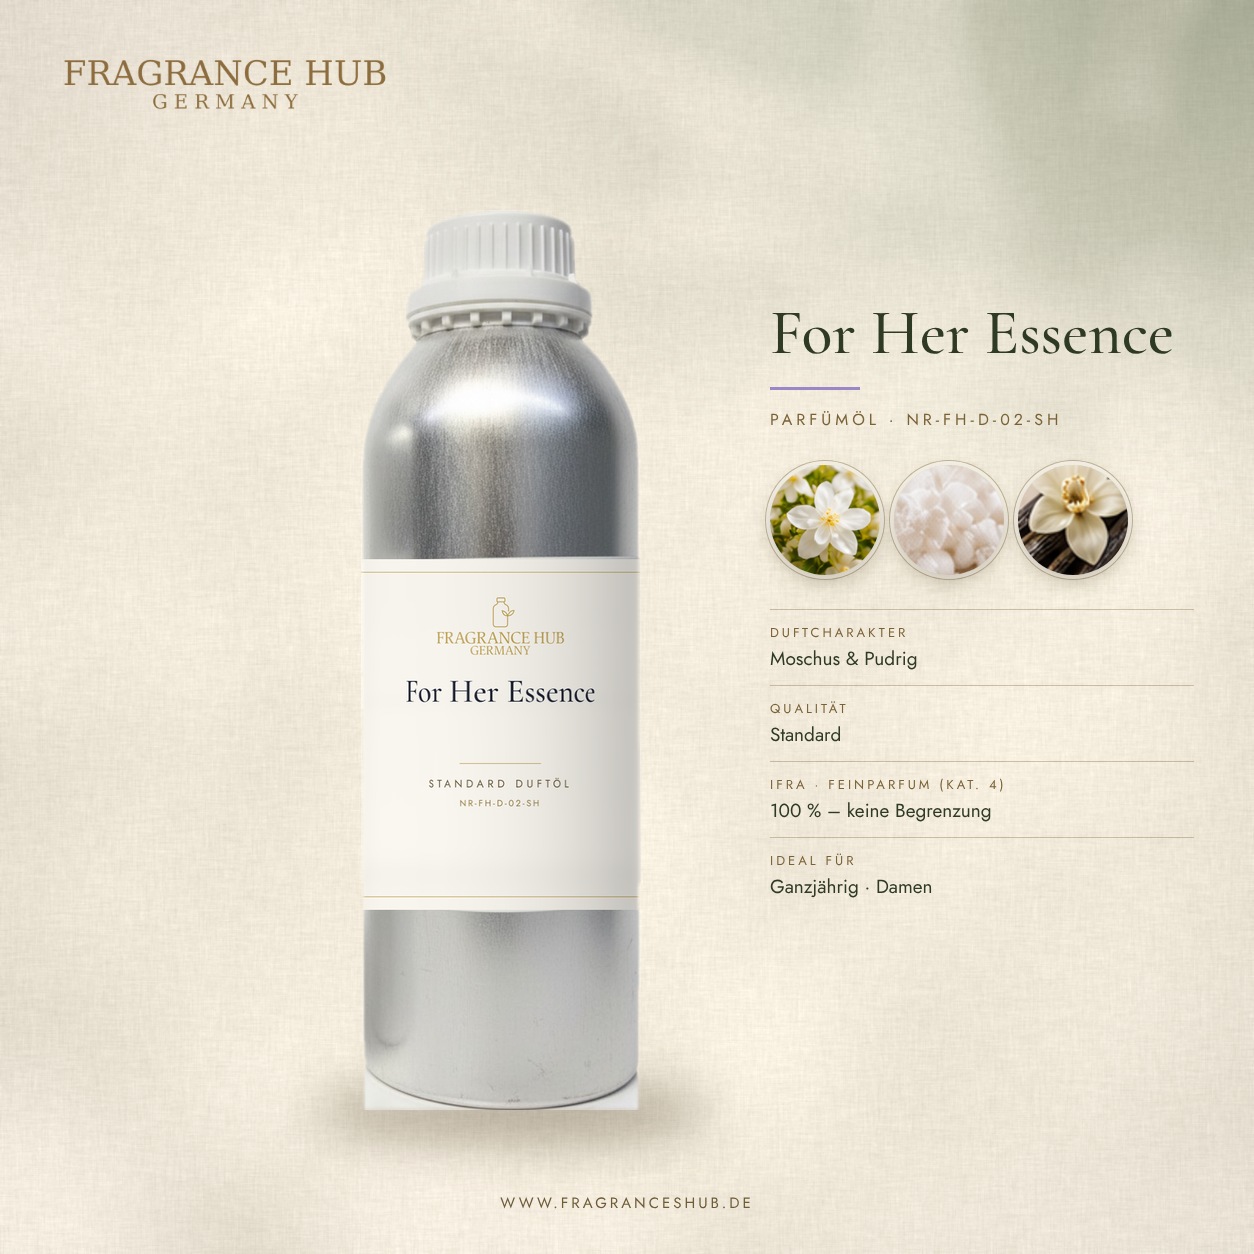 FRAGRANCE HUB
GERMANY
For Her Essence
PARFÜMÖL · NR-FH-D-02-SH
DUFTCHARAKTER
Moschus & Pudrig
QUALITÄT
Standard
IFRA · FEINPARFUM (KAT. 4)
100 % – keine Begrenzung
IDEAL FÜR
Ganzjährig · Damen
FRAGRANCE HUB
GERMANY
For Her Essence
STANDARD DUFTÖL
NR-FH-D-02-SH
WWW.FRAGRANCESHUB.DE